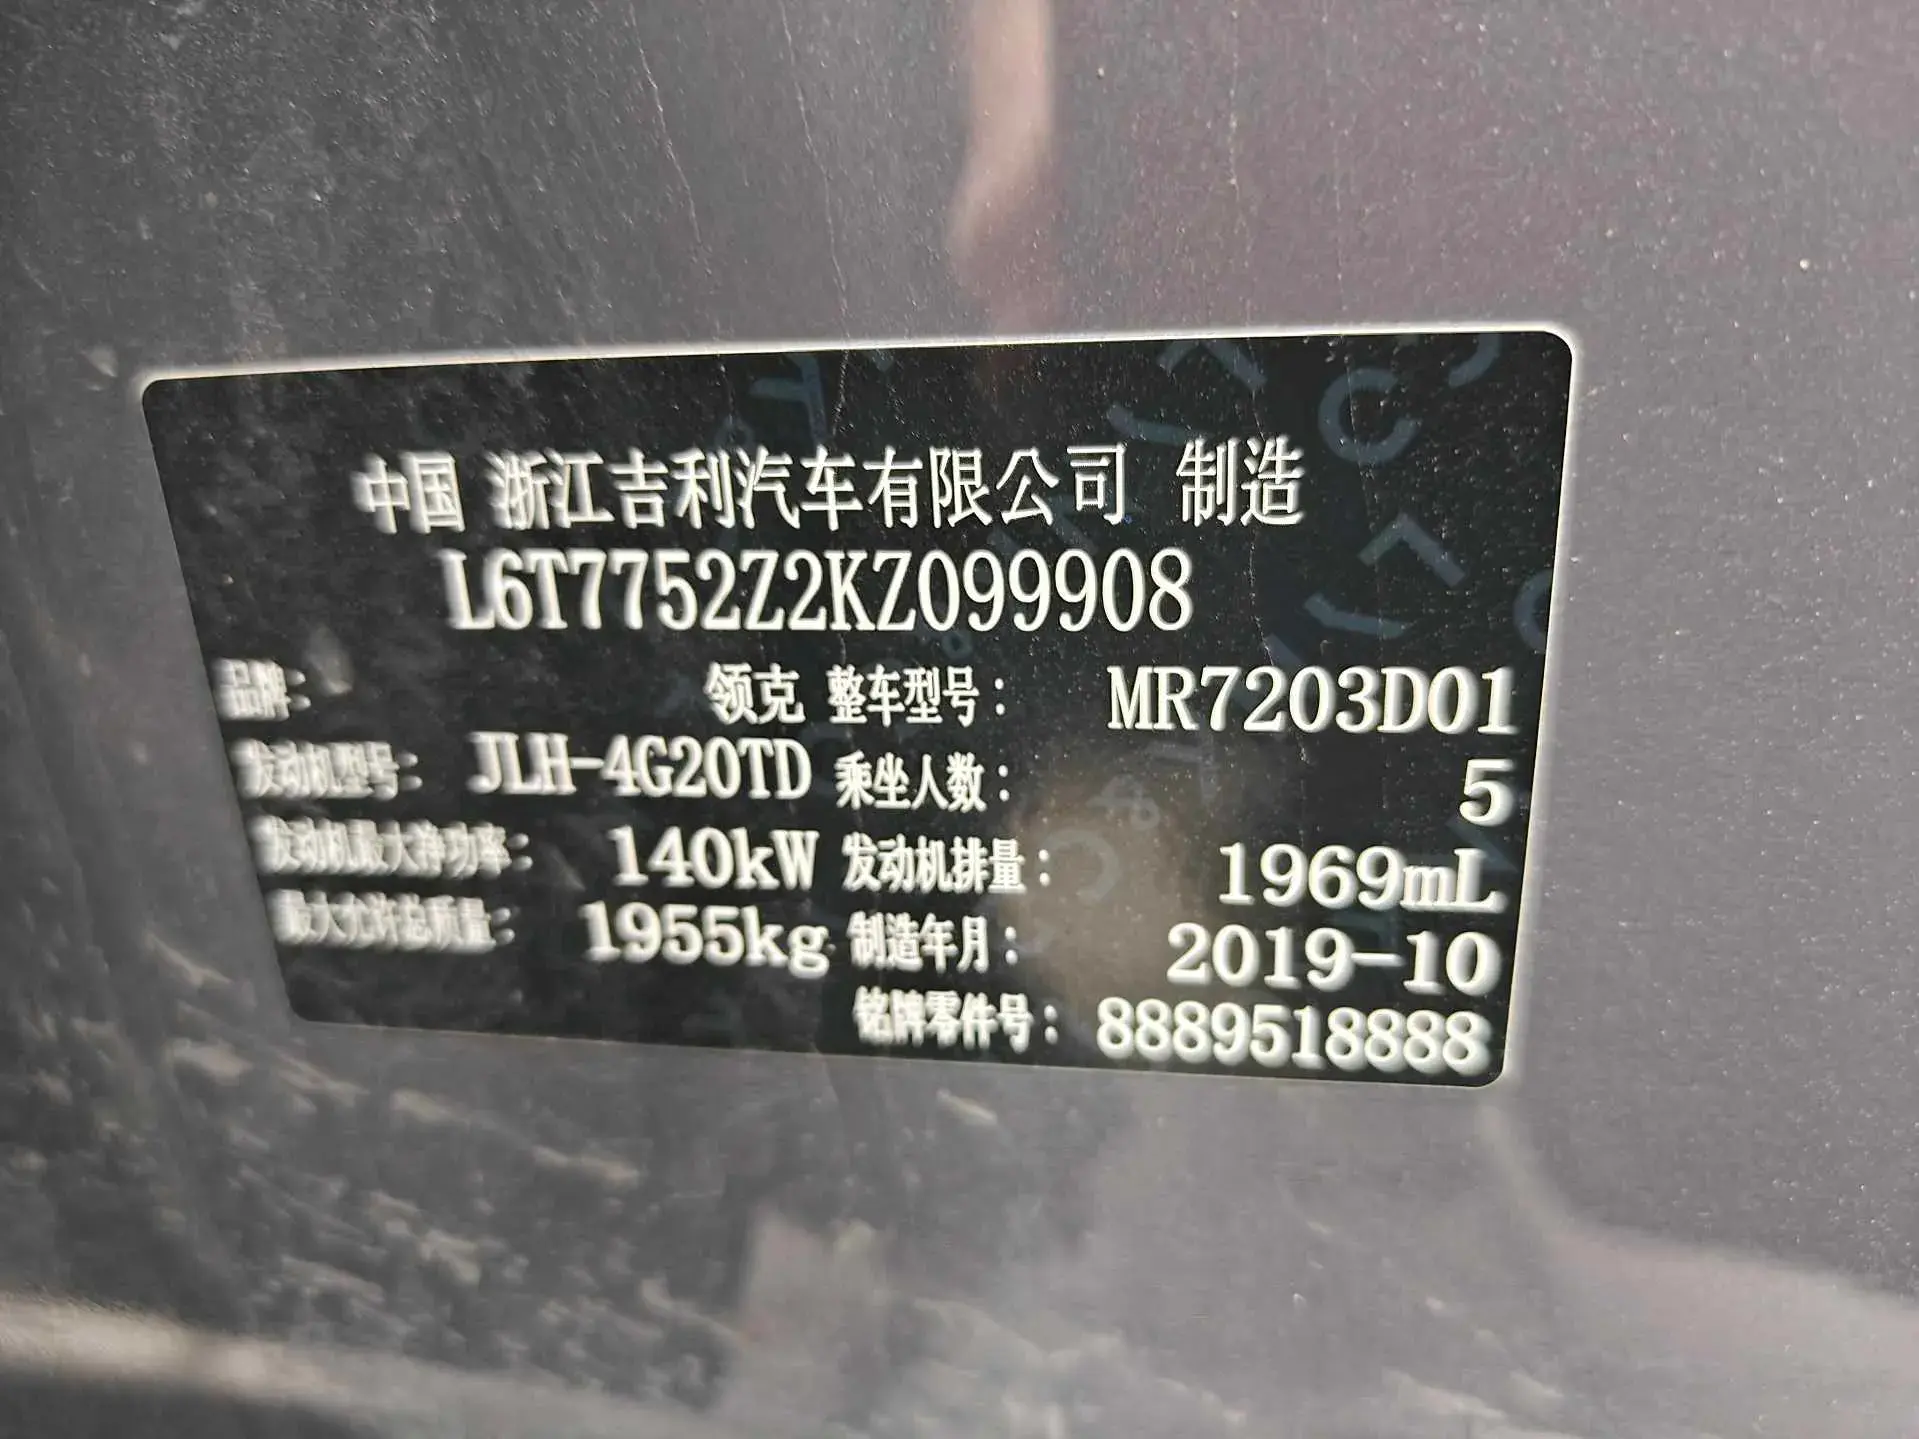 中国 浙江吉利汽车有限公司 制造
L6T7752Z2KZ099908
品牌： 领克 整车型号： MR7203D01
发动机型号： JLH-4G20TD 乘坐人数： 5
发动机最大净功率： 140kW 发动机排量： 1969mL
最大允许总质量： 1955kg 制造年月： 2019-10
铭牌零件号： 8889518888